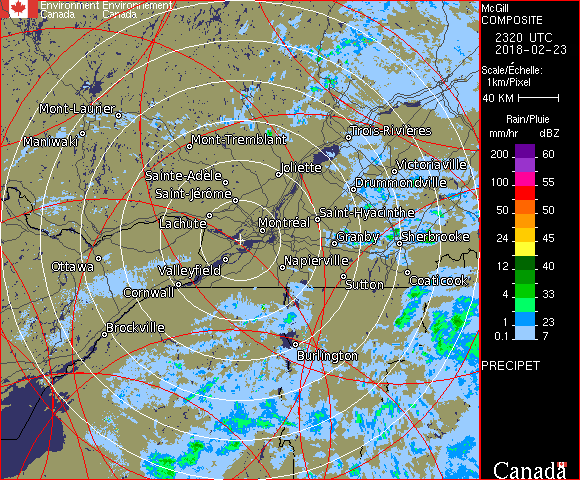 Environment Environnement
Canada Canada
McGill
COMPOSITE
2320 UTC
2018-02-23
Scale/Échelle:
1km/Pixel
40 KM
Rain/Pluie
mm/hr dBZ
200 60
100 55
50 50
24 45
12 40
4 33
1 23
0.1 7
PRECIPET
Canada
Mont-Laurier
Maniwaki
Mont-Tremblant
Trois-Rivières
Sainte-Adèle
Joliette
Victoriaville
Saint-Jérôme
Drummondville
Lachute
Montréal
Saint-Hyacinthe
Granby
Sherbrooke
Ottawa
Valleyfield
Napierville
Sutton
Coaticook
Cornwall
Brockville
Burlington